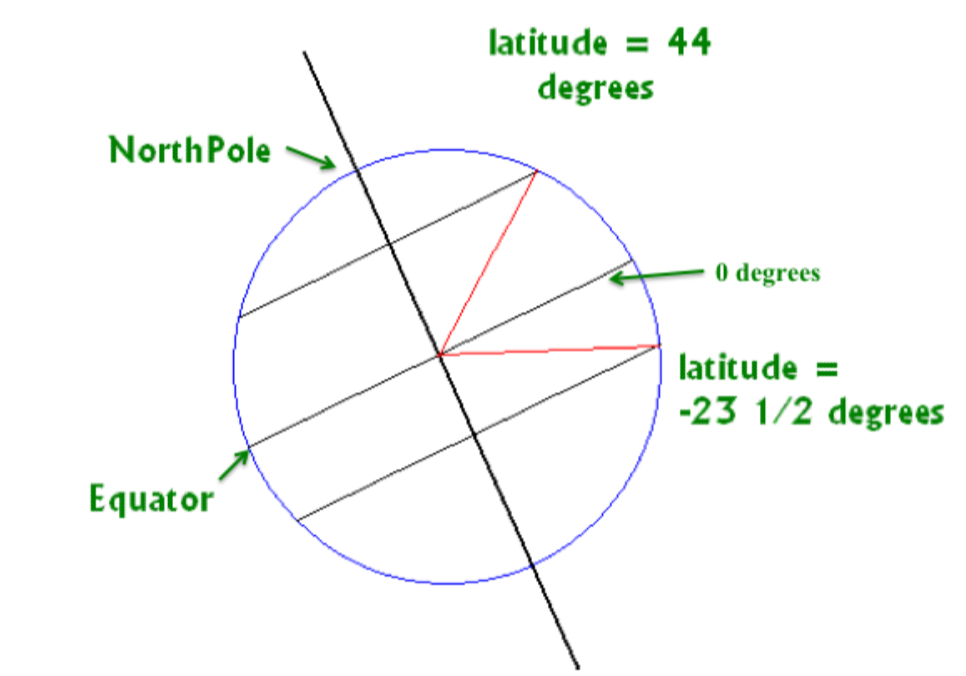 latitude = 44
degrees
NorthPole
0 degrees
latitude =
-23 1/2 degrees
Equator